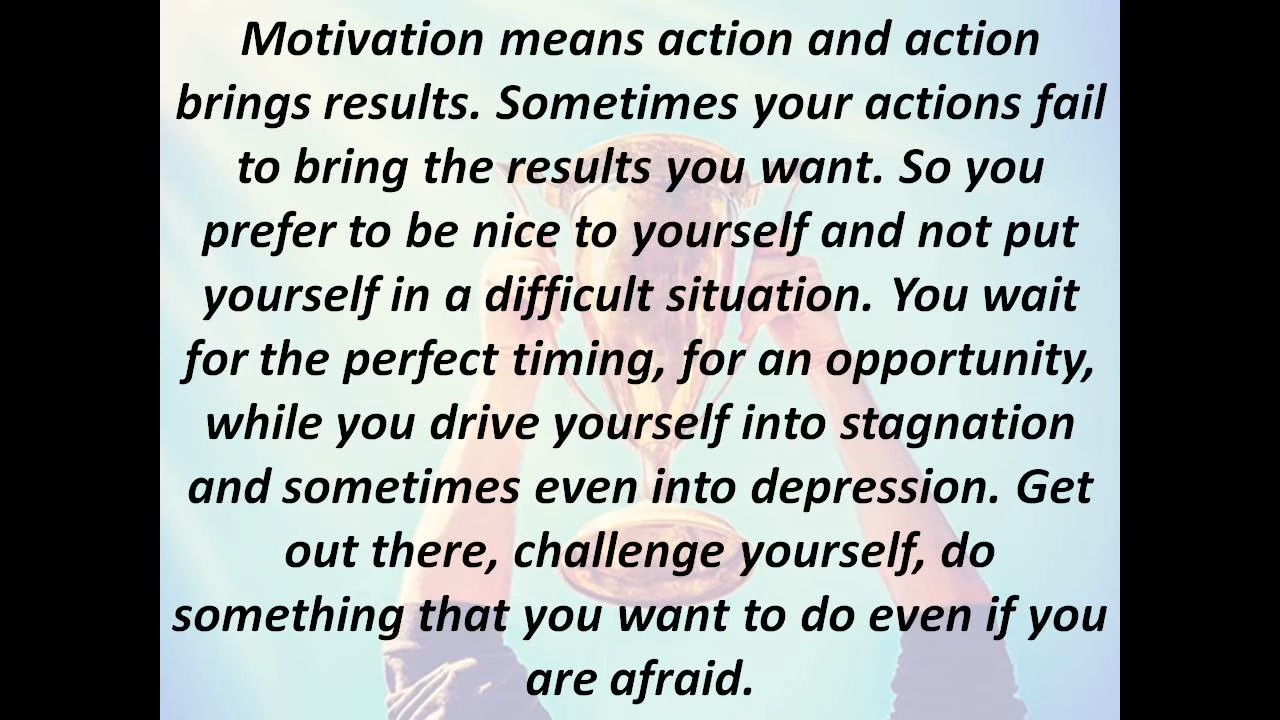 Motivation means action and action
brings results. Sometimes your actions fail
to bring the results you want. So you
prefer to be nice to yourself and not put
yourself in a difficult situation. You wait
for the perfect timing, for an opportunity,
while you drive yourself into stagnation
and sometimes even into depression. Get
out there, challenge yourself, do
something that you want to do even if you
are afraid.